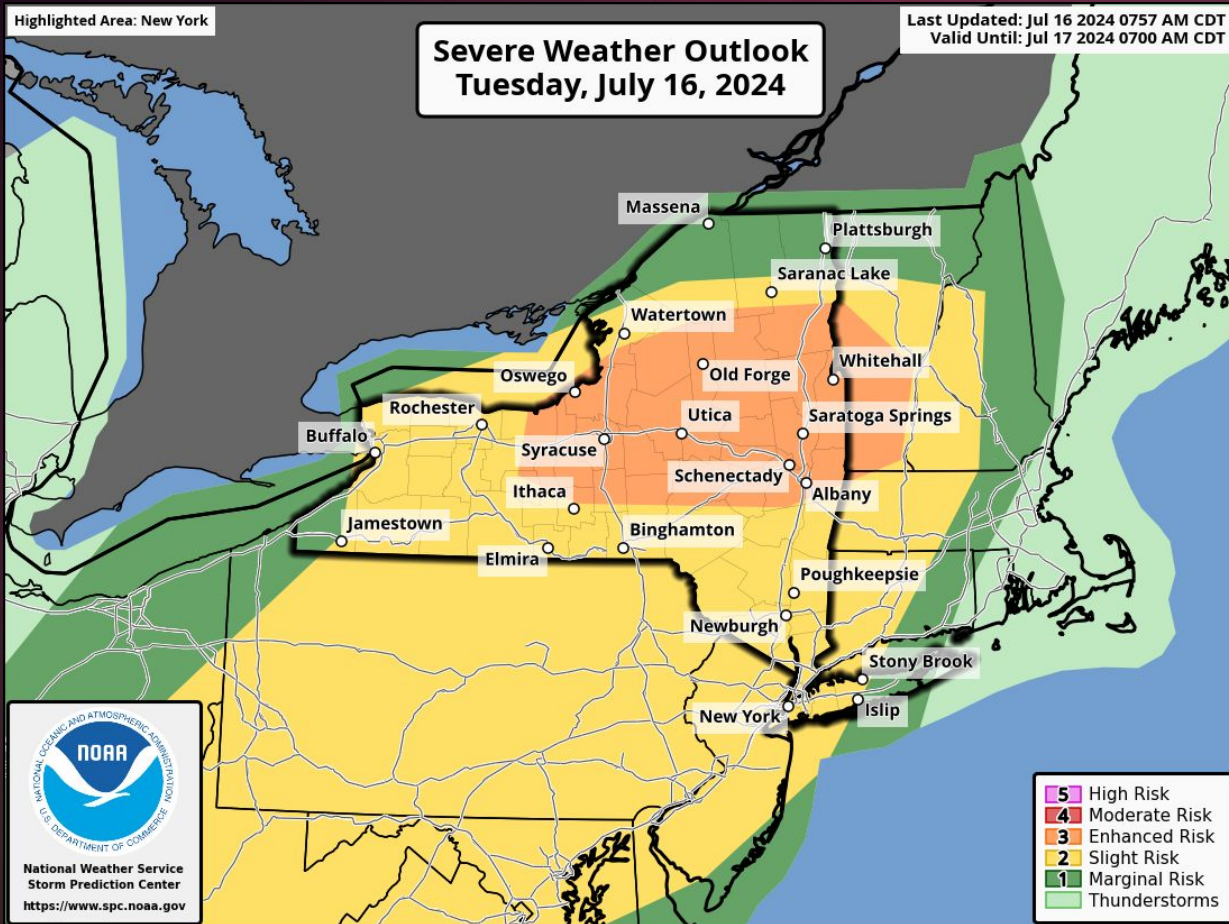 Highlighted Area: New York
Last Updated: Jul 16 2024 0757 AM CDT
Valid Until: Jul 17 2024 0700 AM CDT
Severe Weather Outlook
Tuesday, July 16, 2024
Massena
Plattsburgh
Saranac Lake
Watertown
Whitehall
Old Forge
Oswego
Rochester
Utica
Saratoga Springs
Buffalo
Syracuse
Schenectady
Ithaca
Albany
Jamestown
Binghamton
Elmira
Poughkeepsie
Newburgh
Stony Brook
New York
Islip
NATIONAL OCEANIC AND ATMOSPHERIC ADMINISTRATION
NOAA
U.S. DEPARTMENT OF COMMERCE
National Weather Service
Storm Prediction Center
https://www.spc.noaa.gov
5 High Risk
4 Moderate Risk
3 Enhanced Risk
2 Slight Risk
1 Marginal Risk
Thunderstorms